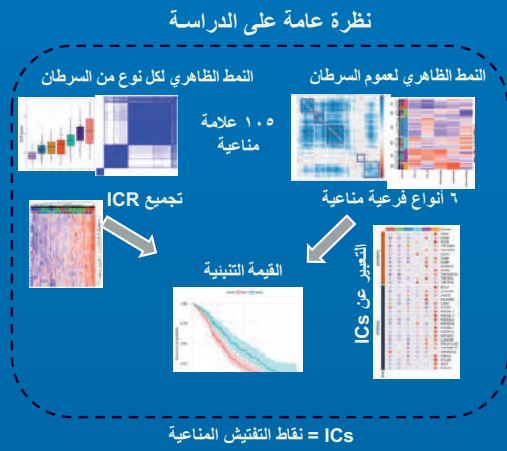 نظرة عامة على الدراسة
النمط الظاهري لعموم السرطان
النمط الظاهري لكل نوع من السرطان
١٠٥ علامة
مناعية
٦ أنواع فرعية مناعية
تجميع ICR
التعبير عن ICs
القيمة التنبئية
ICs = نقاط التفتيش المناعية